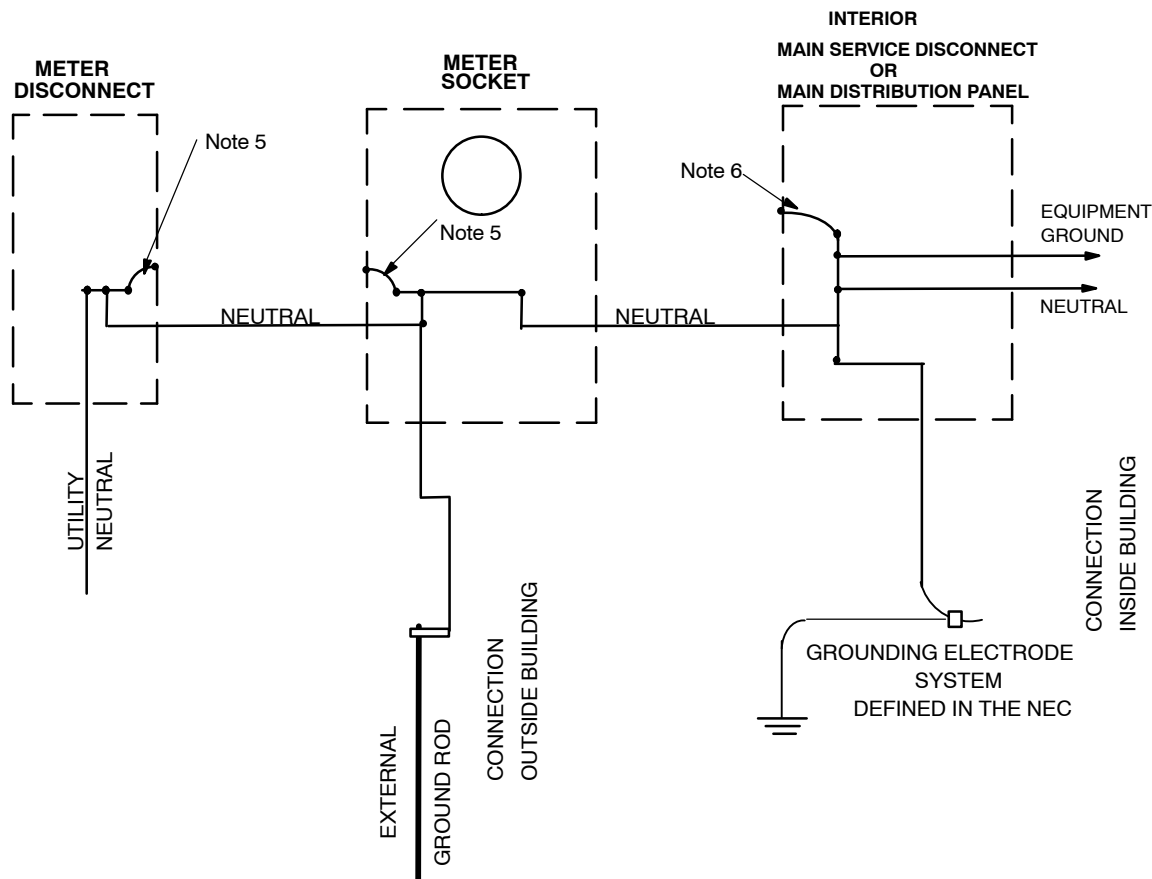 INTERIOR
MAIN SERVICE DISCONNECT
OR
MAIN DISTRIBUTION PANEL
METER
DISCONNECT
METER
SOCKET
Note 5
Note 5
Note 6
EQUIPMENT
GROUND
NEUTRAL
NEUTRAL
NEUTRAL
UTILITY
NEUTRAL
CONNECTION
INSIDE BUILDING
CONNECTION
OUTSIDE BUILDING
EXTERNAL
GROUND ROD
GROUNDING ELECTRODE
SYSTEM
DEFINED IN THE NEC